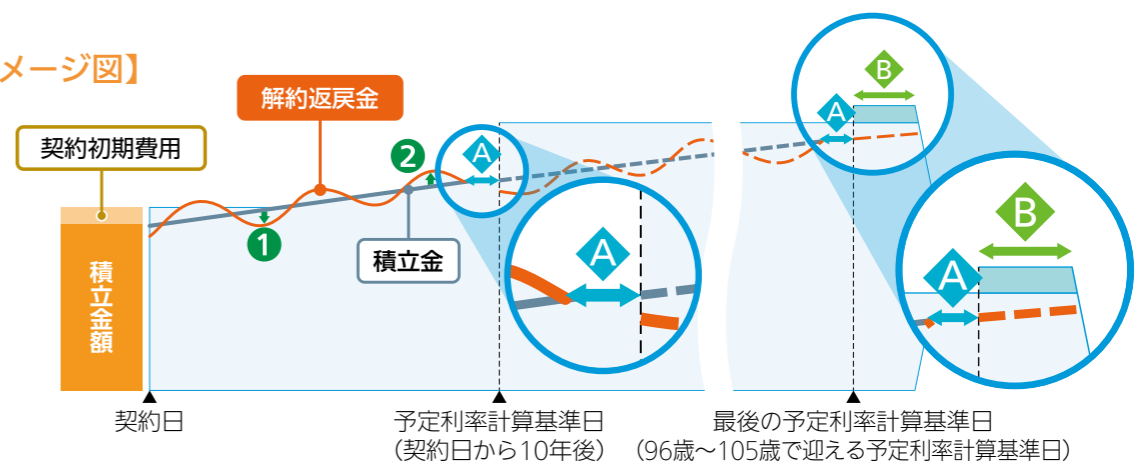 メージ図】
解約返戻金
契約初期費用
積立金額
積立金
1
2
A
A
A
B
A
B
契約日
予定利率計算基準日
（契約日から10年後）
最後の予定利率計算基準日
（96歳～105歳で迎える予定利率計算基準日）